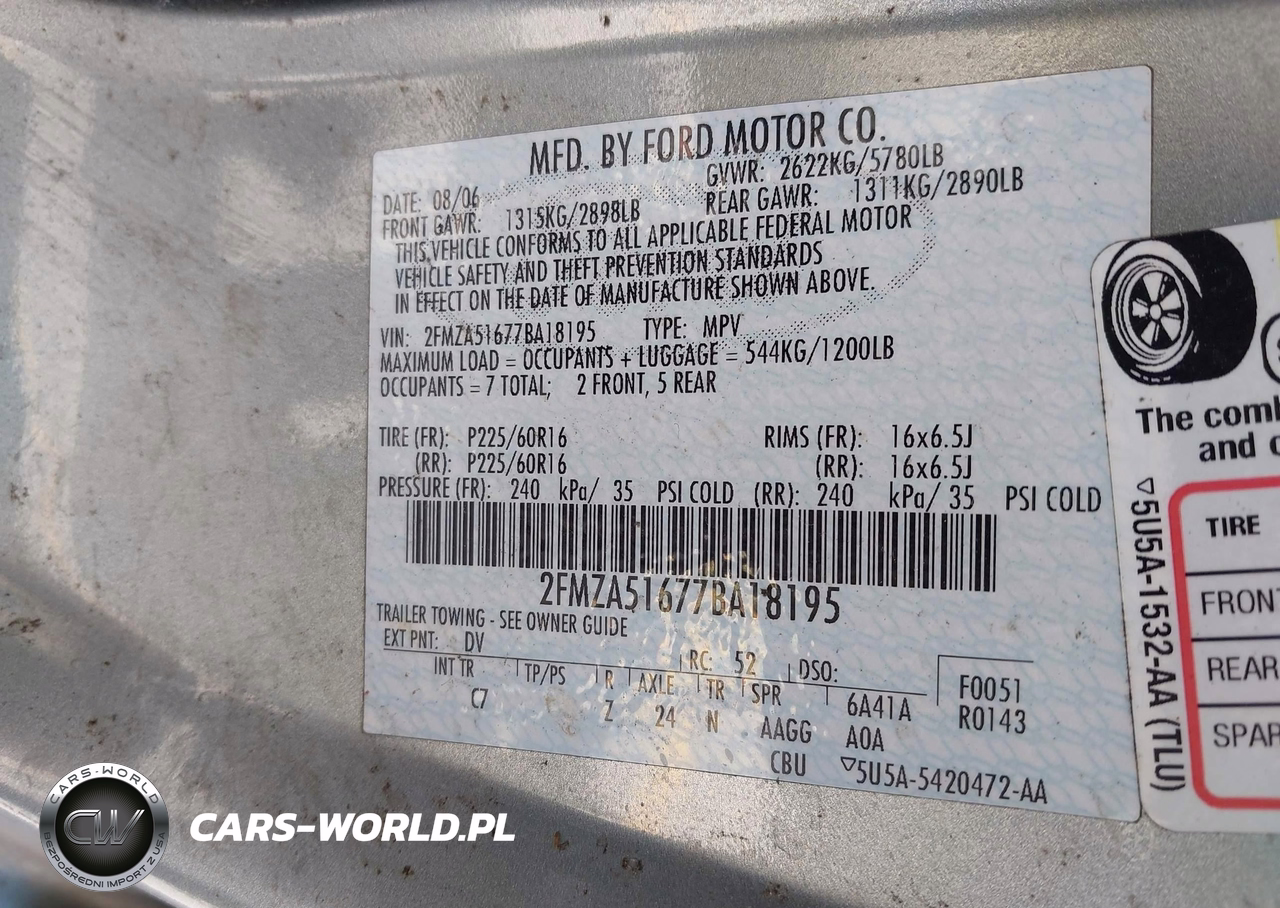 MFD. BY FORD MOTOR CO.
DATE: 08/06 GVWR: 2622KG/5780LB
FRONT GAWR: 1315KG/2898LB REAR GAWR: 1311KG/2890LB
THIS VEHICLE CONFORMS TO ALL APPLICABLE FEDERAL MOTOR
VEHICLE SAFETY AND THEFT PREVENTION STANDARDS
IN EFFECT ON THE DATE OF MANUFACTURE SHOWN ABOVE.
VIN: 2FMZA51677BA18195 TYPE: MPV
MAXIMUM LOAD = OCCUPANTS + LUGGAGE = 544KG/1200LB
OCCUPANTS = 7 TOTAL; 2 FRONT, 5 REAR
TIRE (FR): P225/60R16 RIMS (FR): 16x6.5J
(RR): P225/60R16 (RR): 16x6.5J
PRESSURE (FR): 240 kPa/ 35 PSI COLD (RR): 240 kPa/ 35 PSI COLD
2FMZA51677BA18195
TRAILER TOWING - SEE OWNER GUIDE
EXT PNT: DV RC: 52 DSO:
INT TR TP/PS R AXLE TR SPR 6A41A F0051
C7 Z 24 N AAGG A0A R0143
CBU ▽5U5A-5420472-AA
The comb
and c
TIRE
FRONT
REAR
SPAR
▽5U5A-1532-AA (TLU)
CARS-WORLD
CW
BEZPOŚREDNI IMPORT Z USA
CARS-WORLD.PL